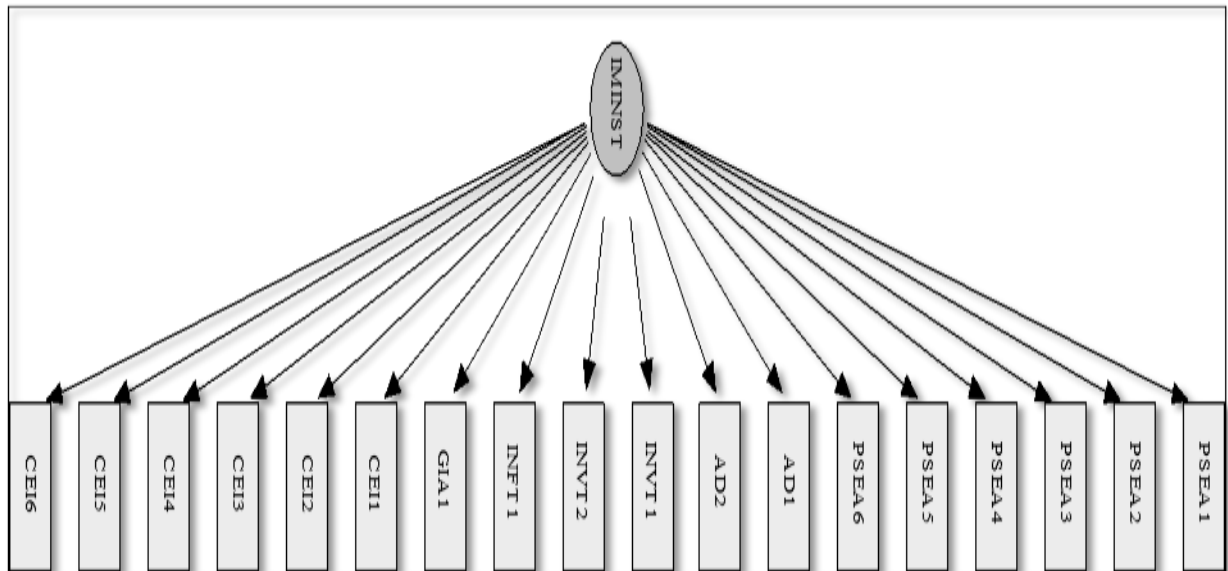 IMINST
CEI6
CEI5
CEI4
CEI3
CEI2
CEI1
GIA1
INFT1
INVT2
INVT1
AD2
AD1
PSEA6
PSEA5
PSEA4
PSEA3
PSEA2
PSEA1